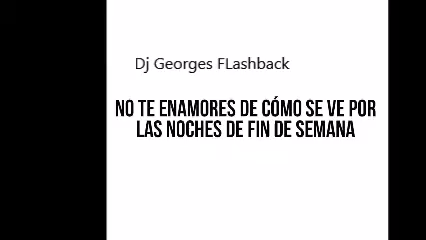 Dj Georges FLashback
NO TE ENAMORES DE CÓMO SE VE POR
LAS NOCHES DE FIN DE SEMANA